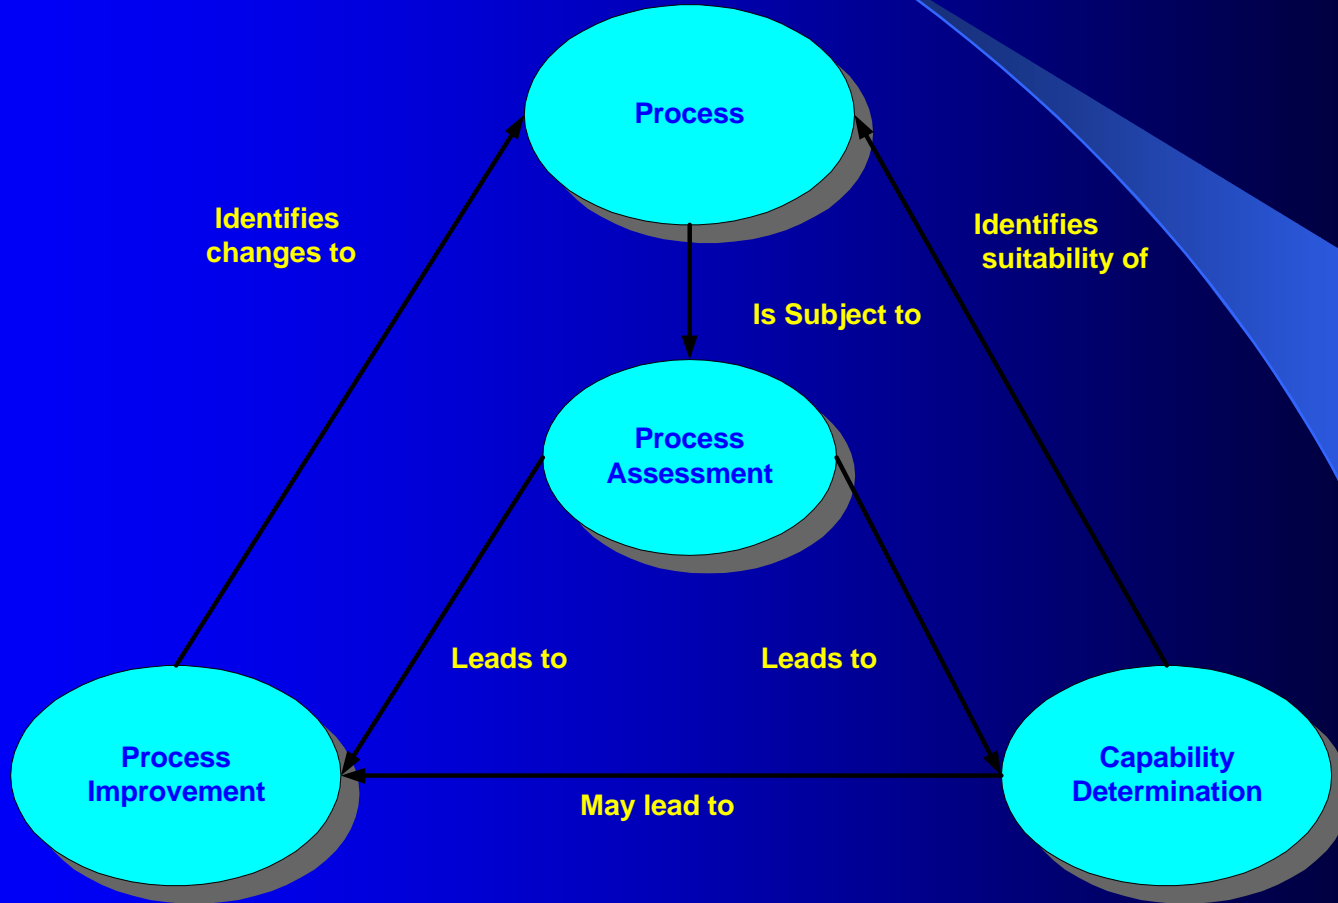 Process
Identifies
changes to
Identifies
suitability of
Is Subject to
Process
Assessment
Leads to
Leads to
Process
Improvement
May lead to
Capability
Determination